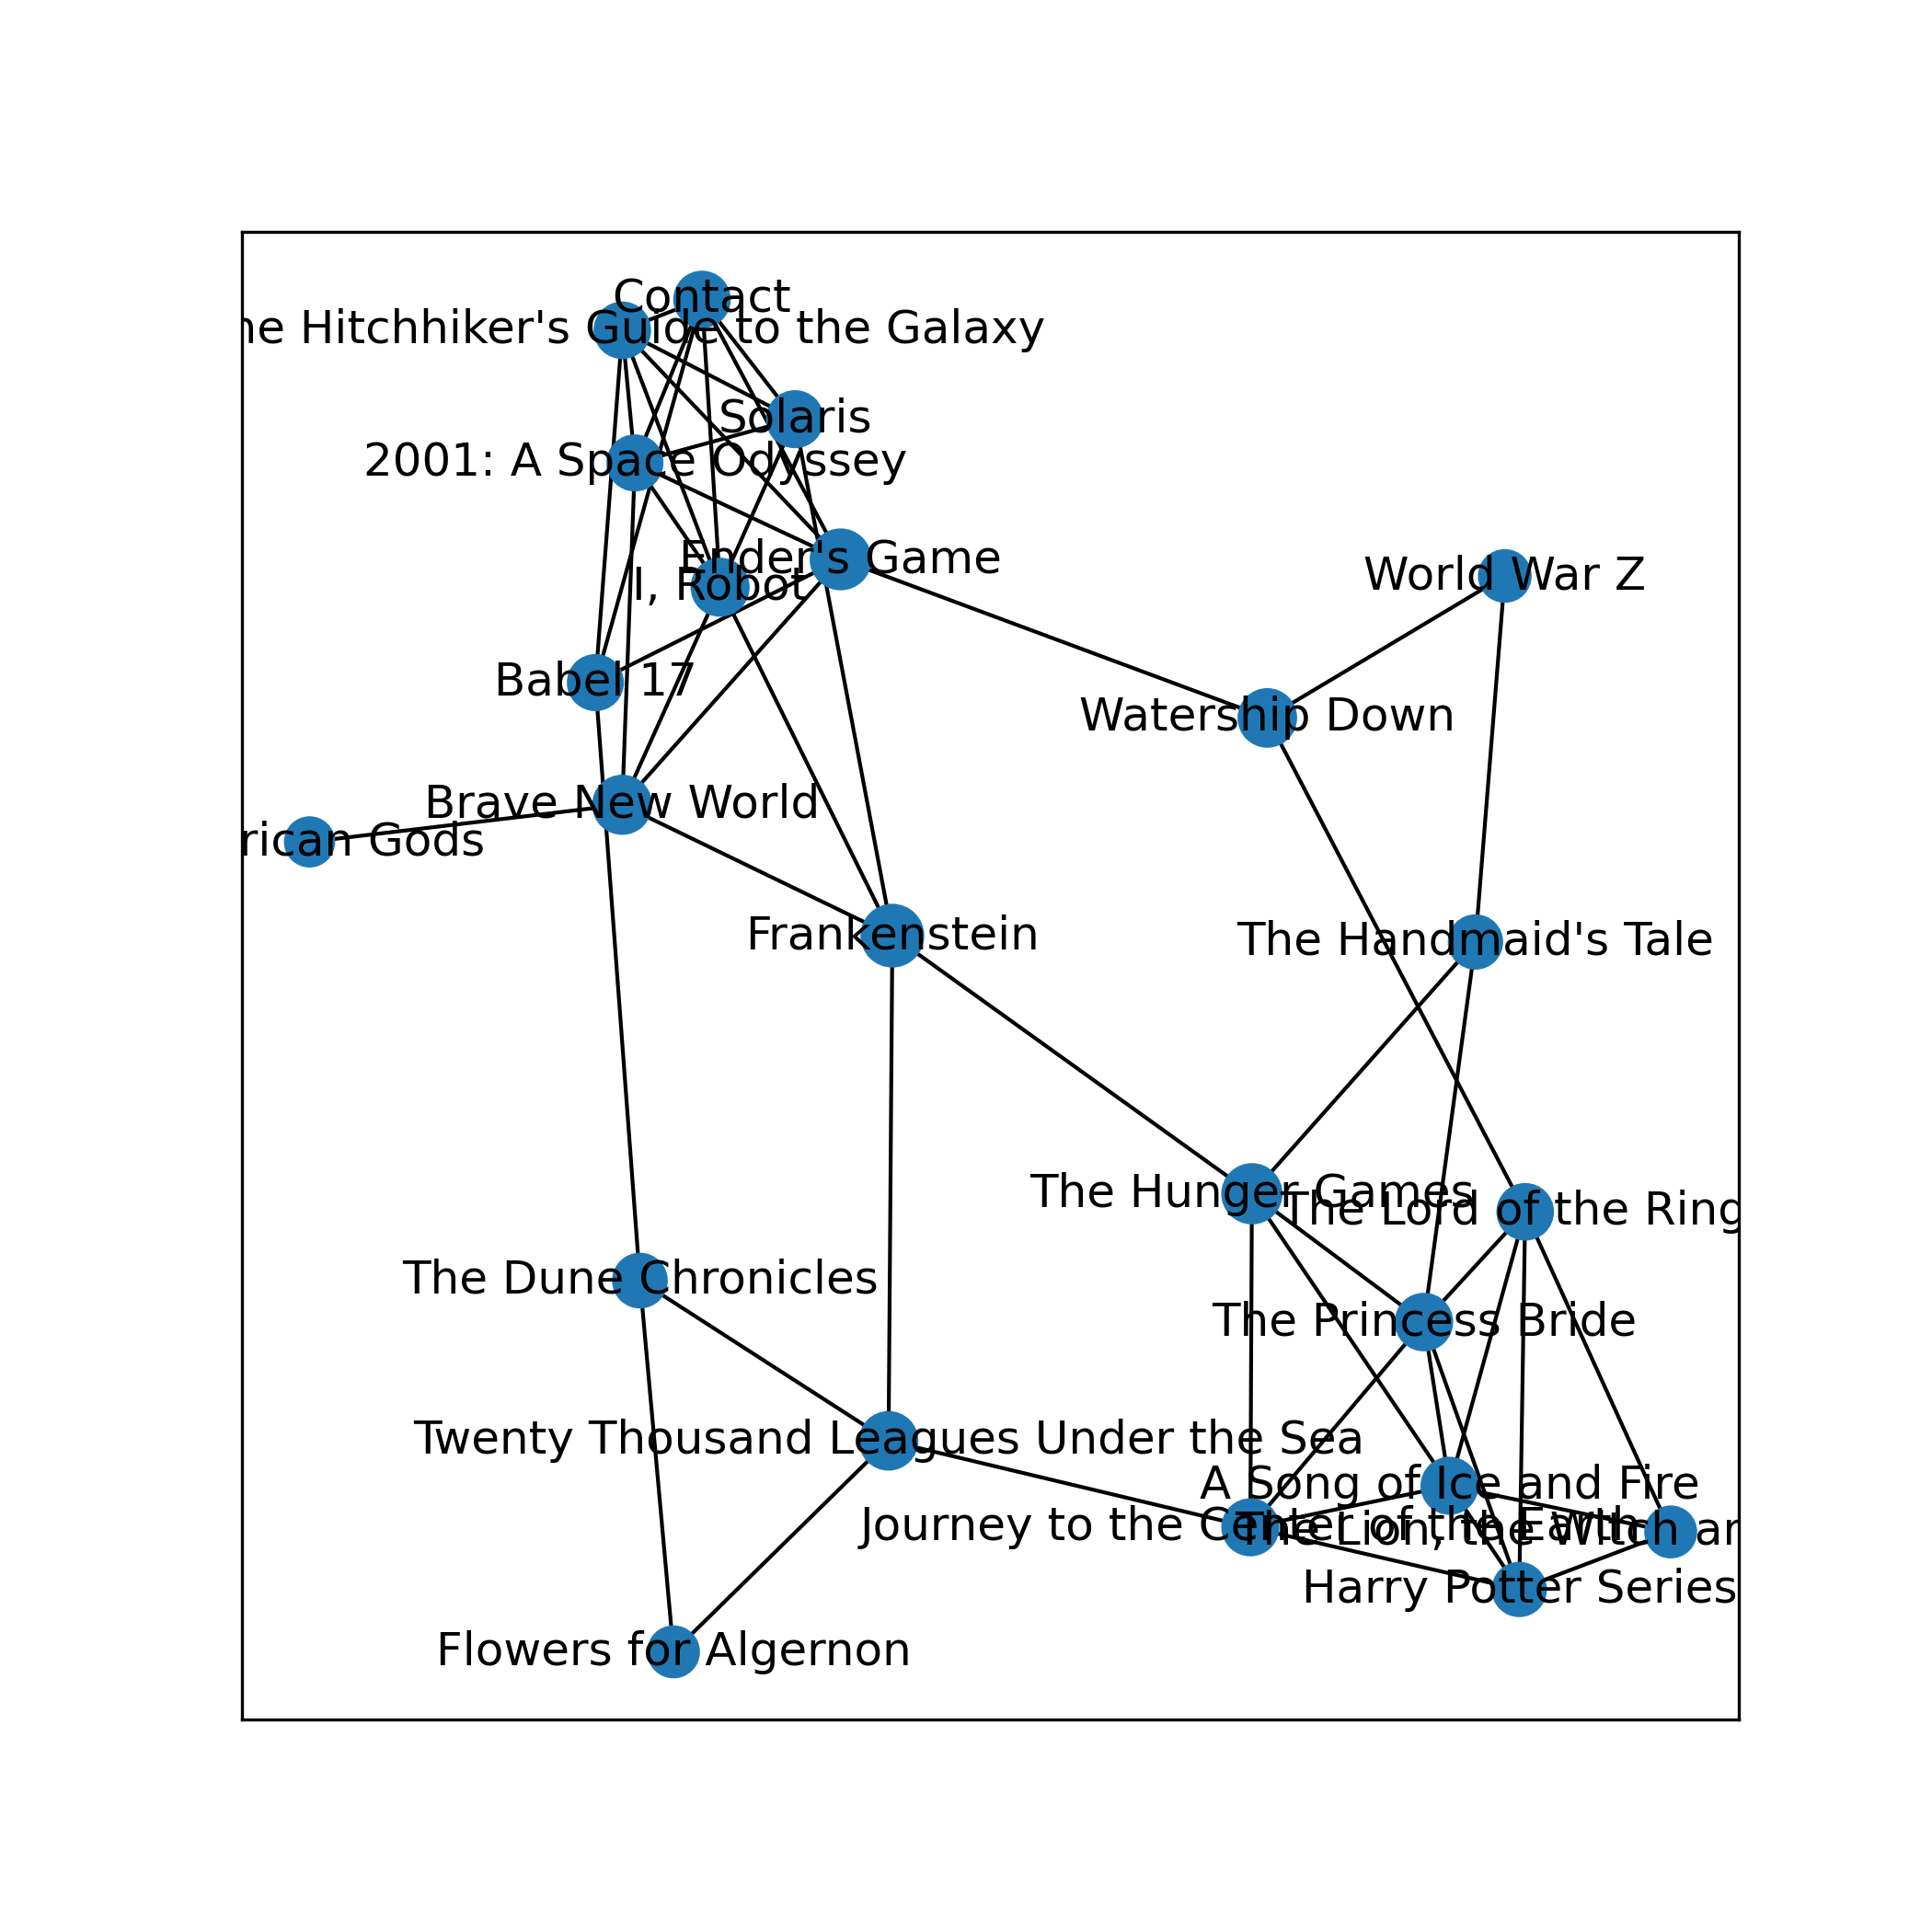 Contact
he Hitchhiker's Guide to the Galaxy
Solaris
2001: A Space Odyssey
Ender's Game
World War Z
I, Robot
Babel 17
Watership Down
Brave New World
rican Gods
Frankenstein
The Handmaid's Tale
The Hunger Games
The Lord of the Ring
The Dune Chronicles
The Princess Bride
Twenty Thousand Leagues Under the Sea
A Song of Ice and Fire
Journey to the Center of the Earth
The Lion, the Witch an
Harry Potter Series
Flowers for Algernon